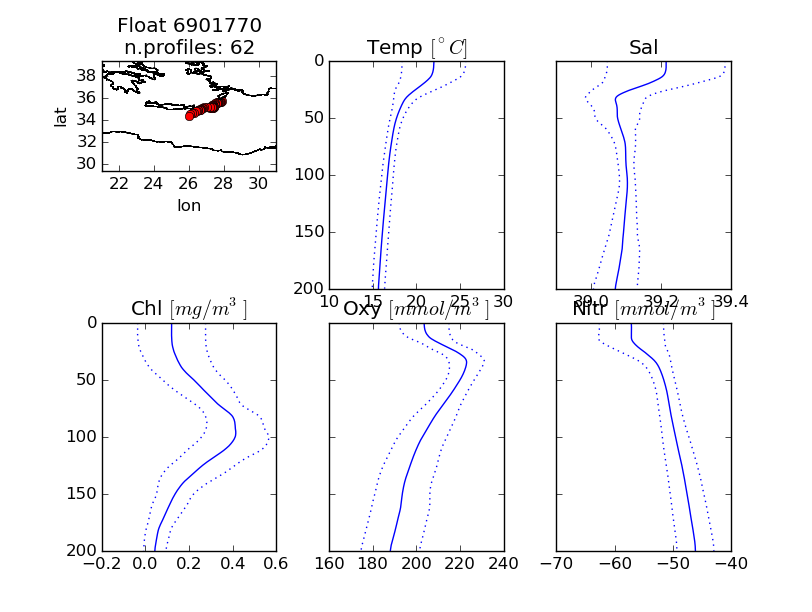 Float 6901770
n.profiles: 62
Temp [°C]
Sal
lat
38
36
34
32
30
22 24 26 28 30
lon
0
50
100
150
200
10 15 20 25 30
39.0 39.2 39.4
Chl [mg/m³]
Oxy [mmol/m³]
Nitr [mmol/m³]
0
50
100
150
200
−0.2 0.0 0.2 0.4 0.6
160 180 200 220 240
−70 −60 −50 −40